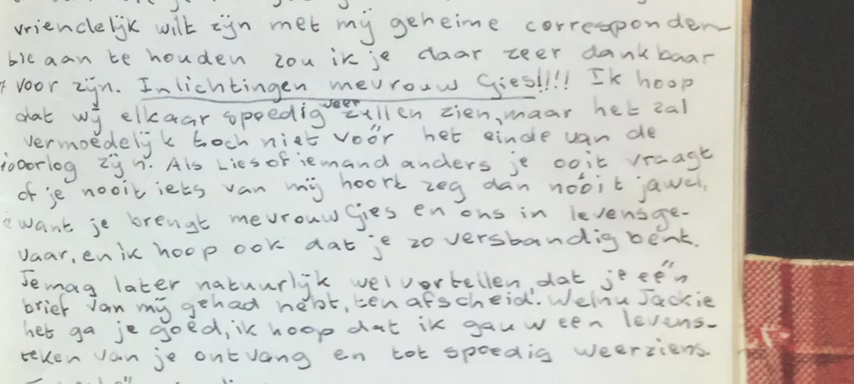 vriendelijk wilt zijn met mij geheime corresponden-
tie aan te houden zou ik je daar zeer dankbaar
voor zijn. Inlichtingen mevrouw Gies!!!! Ik hoop
dat wij elkaar spoedig weer zullen zien, maar het zal
vermoedelijk toch niet vóór het einde van de
oorlog zijn. Als Lies of iemand anders je ooit vraagt
of je nooit iets van mij hoort zeg dan nóóit jawel,
want je brengt mevrouw Gies en ons in levensge-
vaar, en ik hoop ook dat je zo verstandig bent.
Je mag later natuurlijk wel vertellen, dat je één
brief van mij gehad hebt, ten afscheid. Welnu Jackie
het ga je goed, ik hoop dat ik gauw een levens-
teken van je ontvang en tot spoedig weerziens.